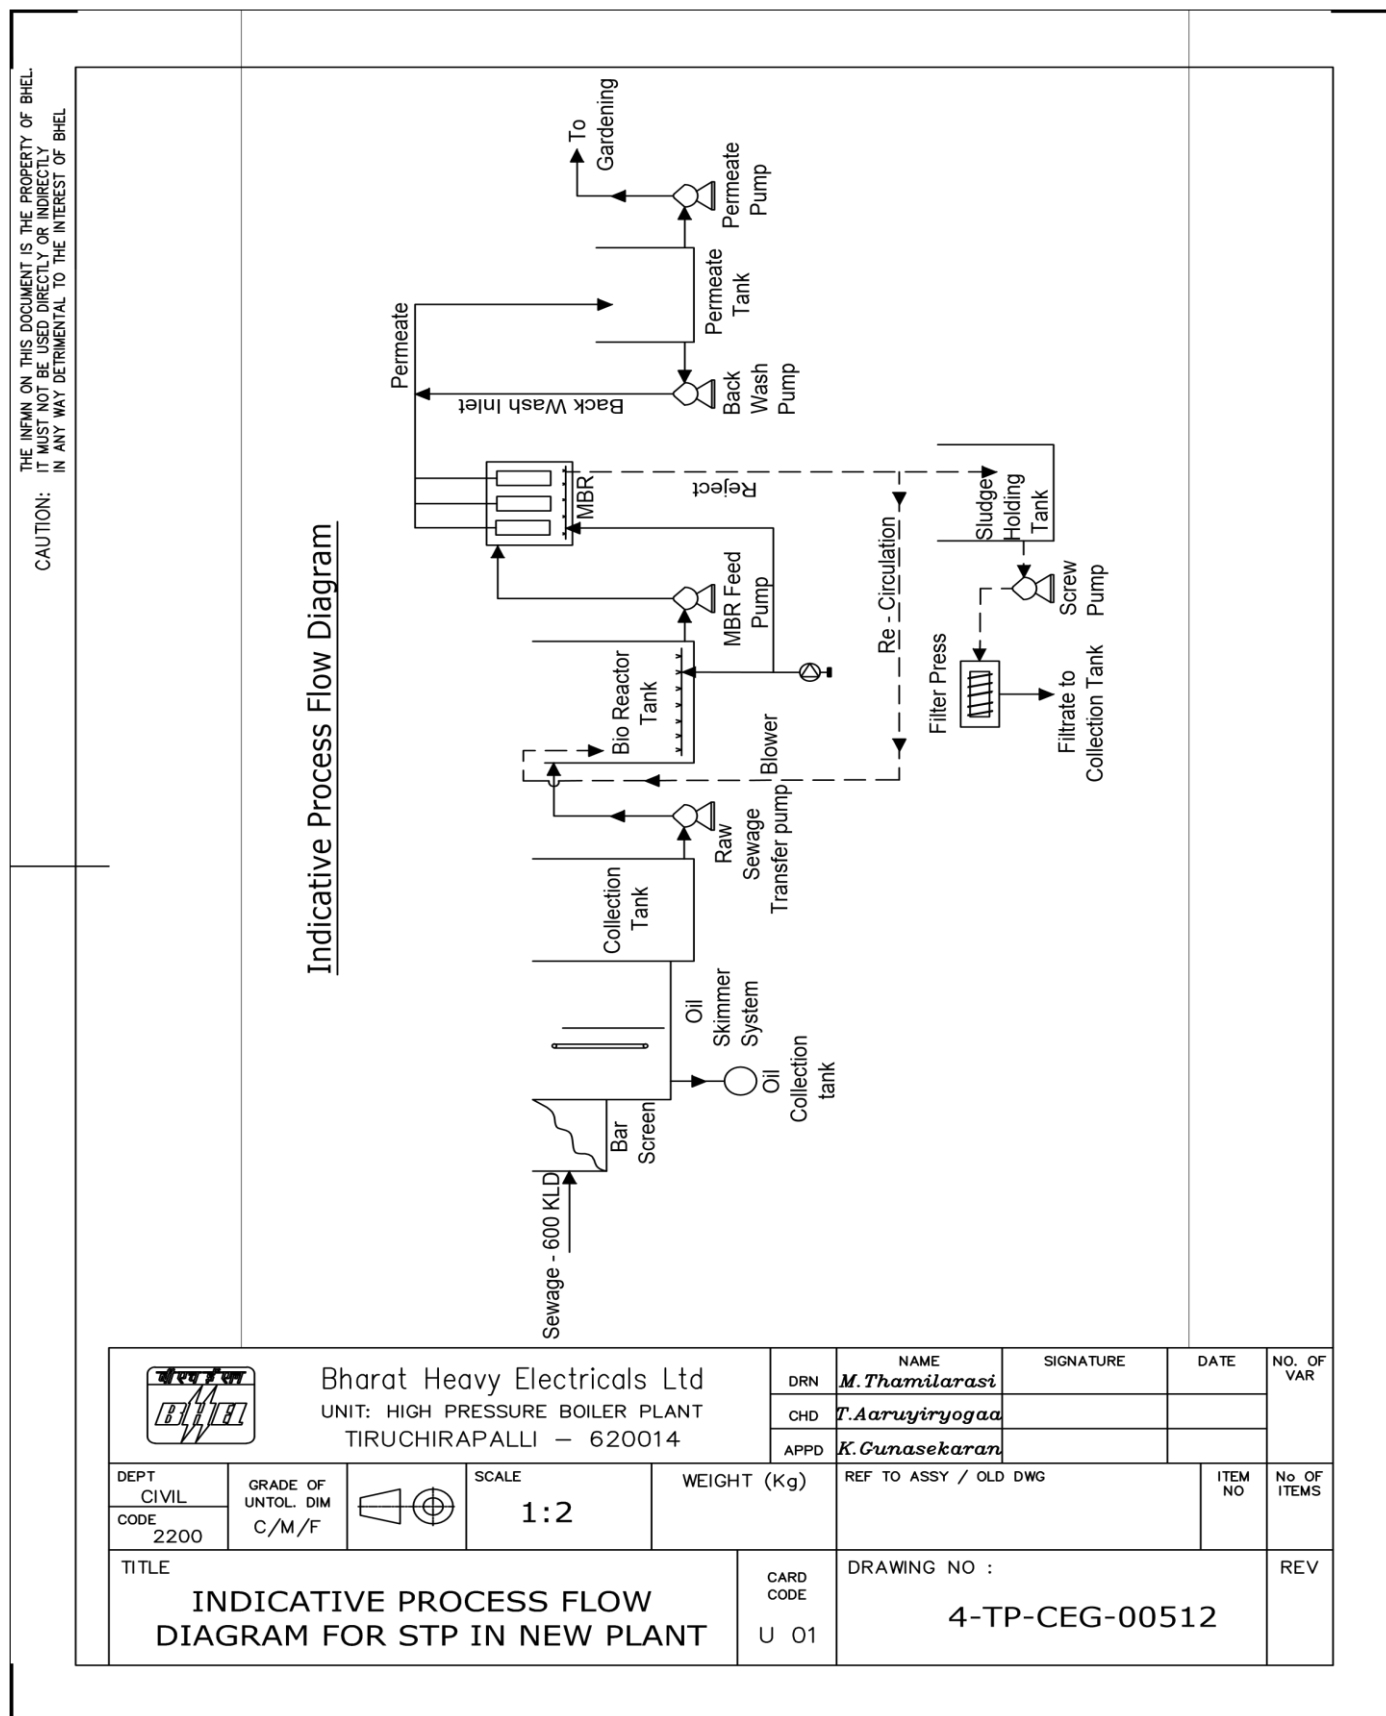 CAUTION:
THE INFMN ON THIS DOCUMENT IS THE PROPERTY OF BHEL.
IT MUST NOT BE USED DIRECTLY OR INDIRECTLY
IN ANY WAY DETRIMENTAL TO THE INTEREST OF BHEL
Indicative Process Flow Diagram
Sewage - 600 KLD
Bar
Screen
Oil
Skimmer
System
Oil
Collection
tank
Collection
Tank
Raw
Sewage
Transfer pump
Bio Reactor
Tank
Blower
MBR Feed
Pump
MBR
Permeate
Back Wash Inlet
Reject
Re - Circulation
Back
Wash
Pump
Permeate
Tank
Permeate
Pump
To
Gardening
Sludge
Holding
Tank
Screw
Pump
Filter Press
Filtrate to
Collection Tank
बीएचईएल
BHEL
Bharat Heavy Electricals Ltd
UNIT: HIGH PRESSURE BOILER PLANT
TIRUCHIRAPALLI – 620014
NAME
SIGNATURE
DATE
NO. OF
VAR
DRN
M.Thamilarasi
CHD
T.Aaruyiryogaa
APPD
K.Gunasekaran
DEPT
CIVIL
CODE
2200
GRADE OF
UNTOL. DIM
C/M/F
SCALE
1:2
WEIGHT (Kg)
REF TO ASSY / OLD DWG
ITEM
NO
No OF
ITEMS
TITLE
INDICATIVE PROCESS FLOW
DIAGRAM FOR STP IN NEW PLANT
CARD
CODE
U 01
DRAWING NO :
4-TP-CEG-00512
REV